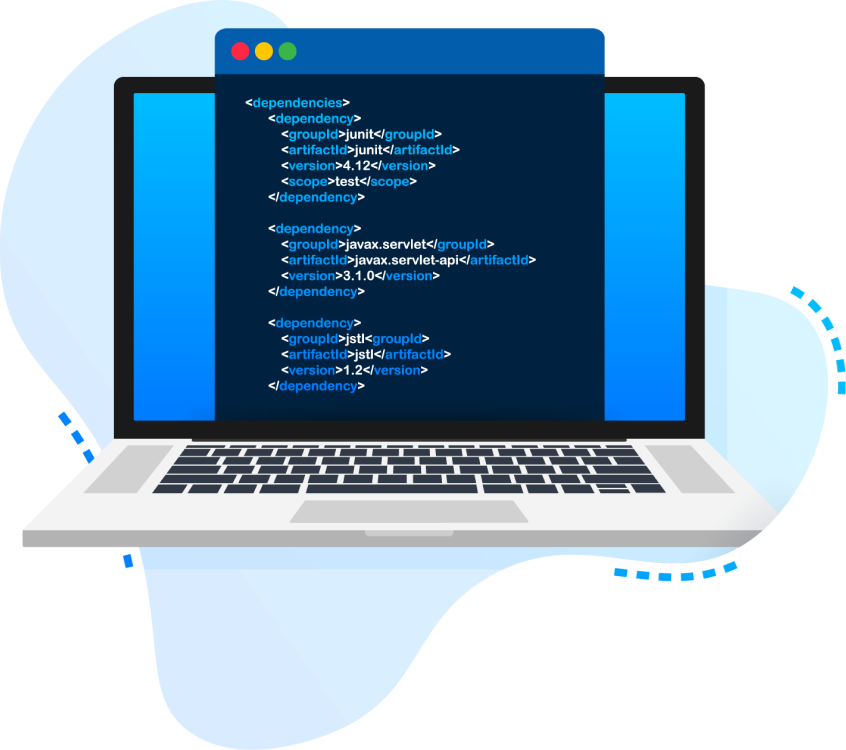 <dependencies>
<dependency>
<groupId>junit</groupId>
<artifactId>junit</artifactId>
<version>4.12</version>
<scope>test</scope>
</dependency>
<dependency>
<groupId>javax.servlet</groupId>
<artifactId>javax.servlet-api</artifactId>
<version>3.1.0</version>
</dependency>
<dependency>
<groupId>jstl<groupId>
<artifactId>jstl</artifactId>
<version>1.2</version>
</dependency>